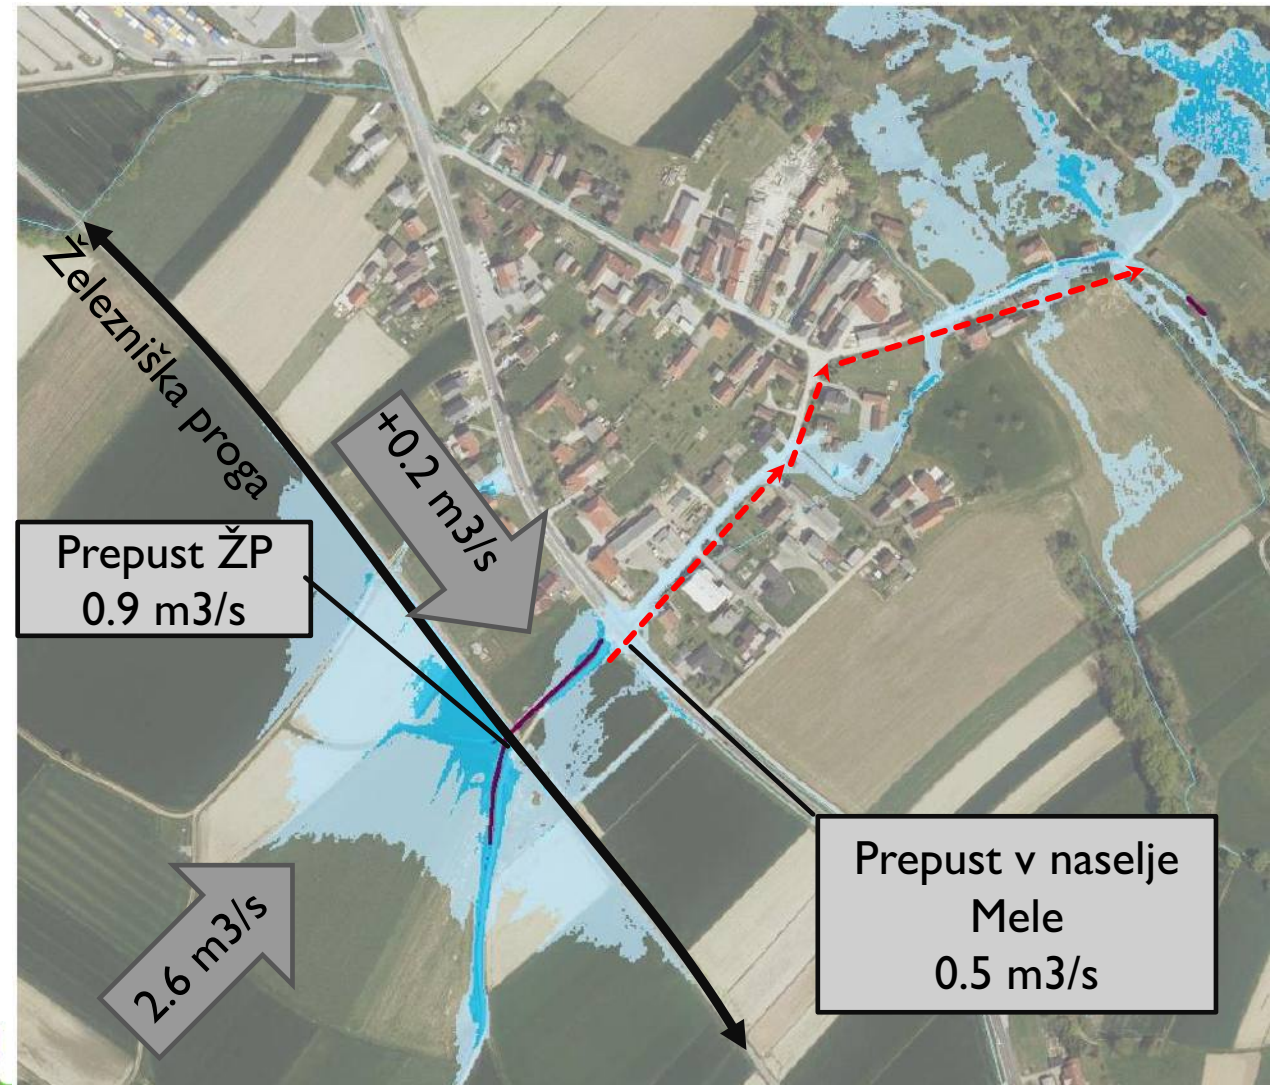 Železniška proga
+0.2 m3/s
Prepust ŽP
0.9 m3/s
Prepust v naselje
Mele
0.5 m3/s
2.6 m3/s